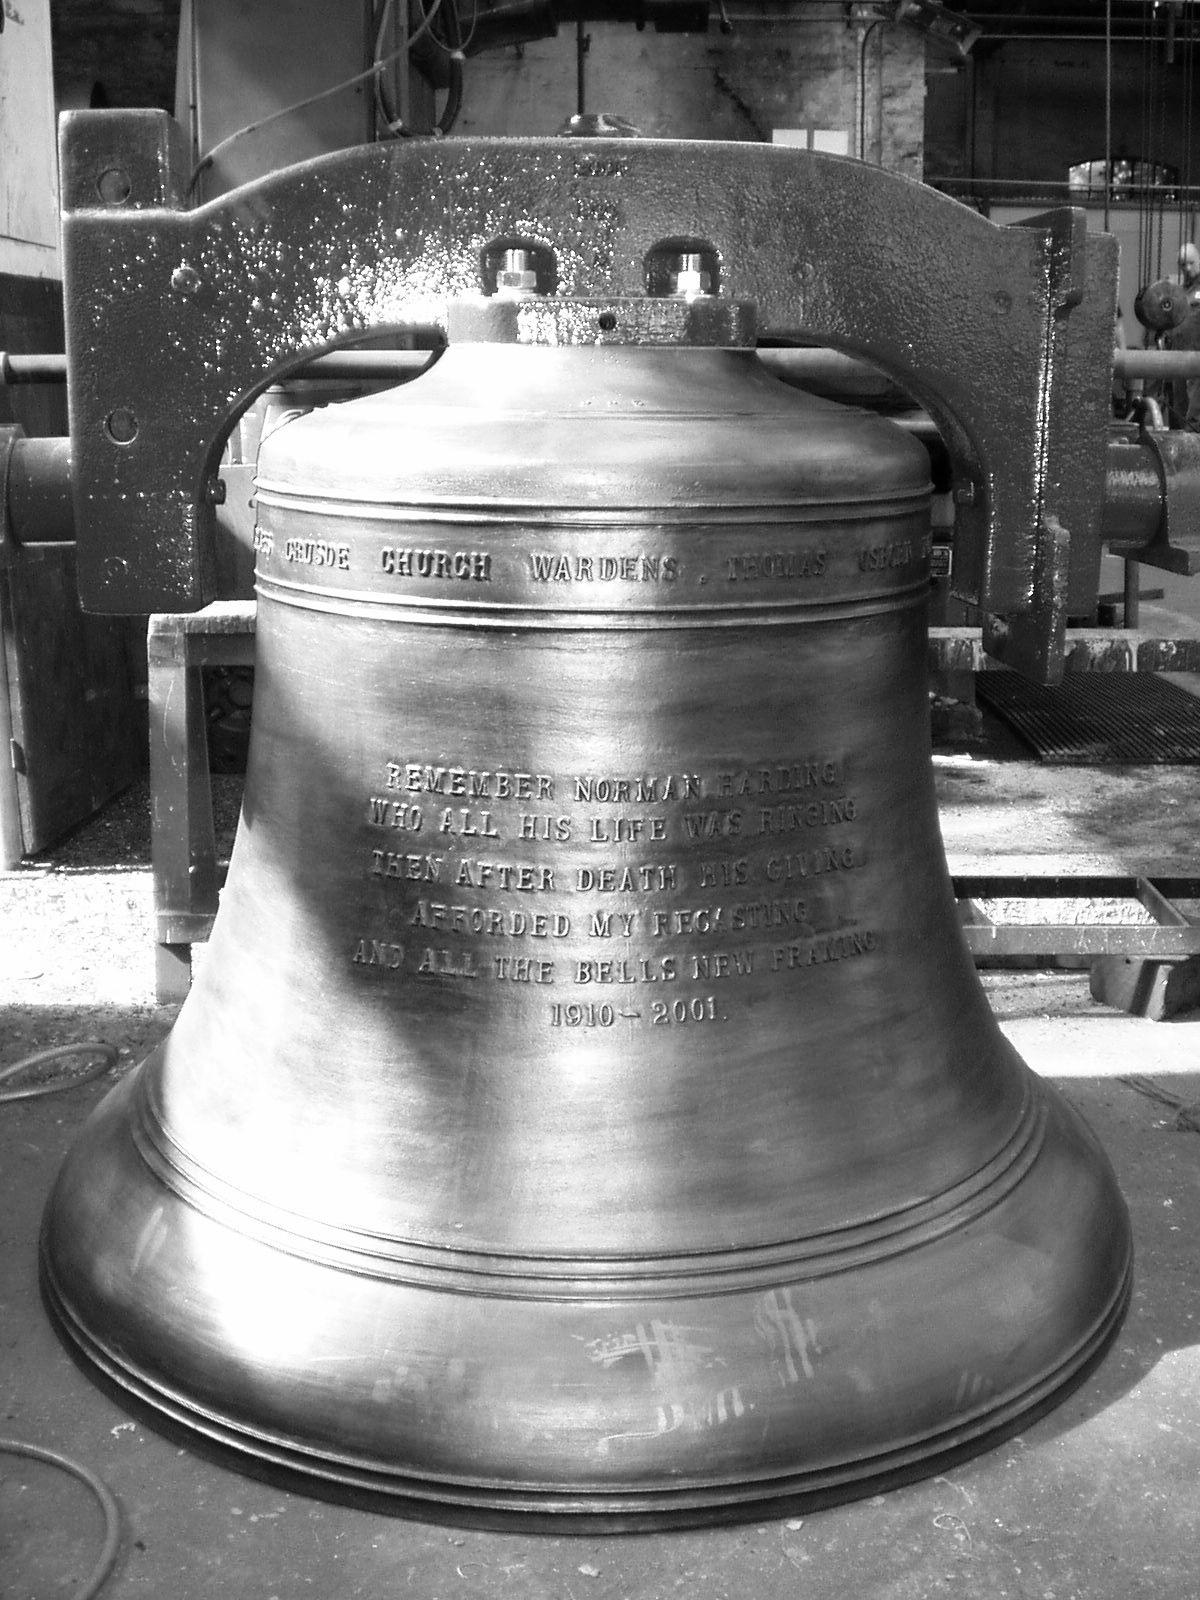 CRUSOE CHURCH WARDENS . THOMAS
REMEMBER NORMAN HARDING
WHO ALL HIS LIFE WAS RINGING
THEN AFTER DEATH HIS GIVING
AFFORDED MY RECASTING
AND ALL THE BELLS NEW FRAMING
1910-2001.